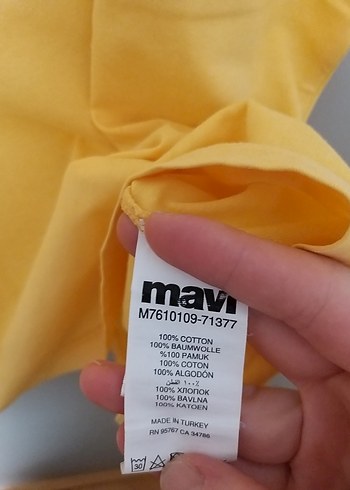 mavi
M7610109-71377
100% COTTON
100% BAUMWOLLE
%100 PAMUK
100% COTON
100% ALGODÓN
١٠٠٪ قطن
100% ХЛОПОК
100% BAVLNA
100% KATOEN
MADE IN TURKEY
RN 95767 CA 34786
30